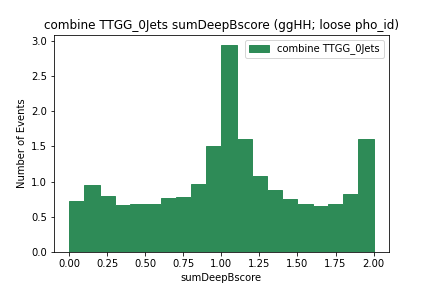 combine TTGG_0Jets sumDeepBscore (ggHH; loose pho_id)
combine TTGG_0Jets
Number of Events
3.0
2.5
2.0
1.5
1.0
0.5
0.0
0.00 0.25 0.50 0.75 1.00 1.25 1.50 1.75 2.00
sumDeepBscore